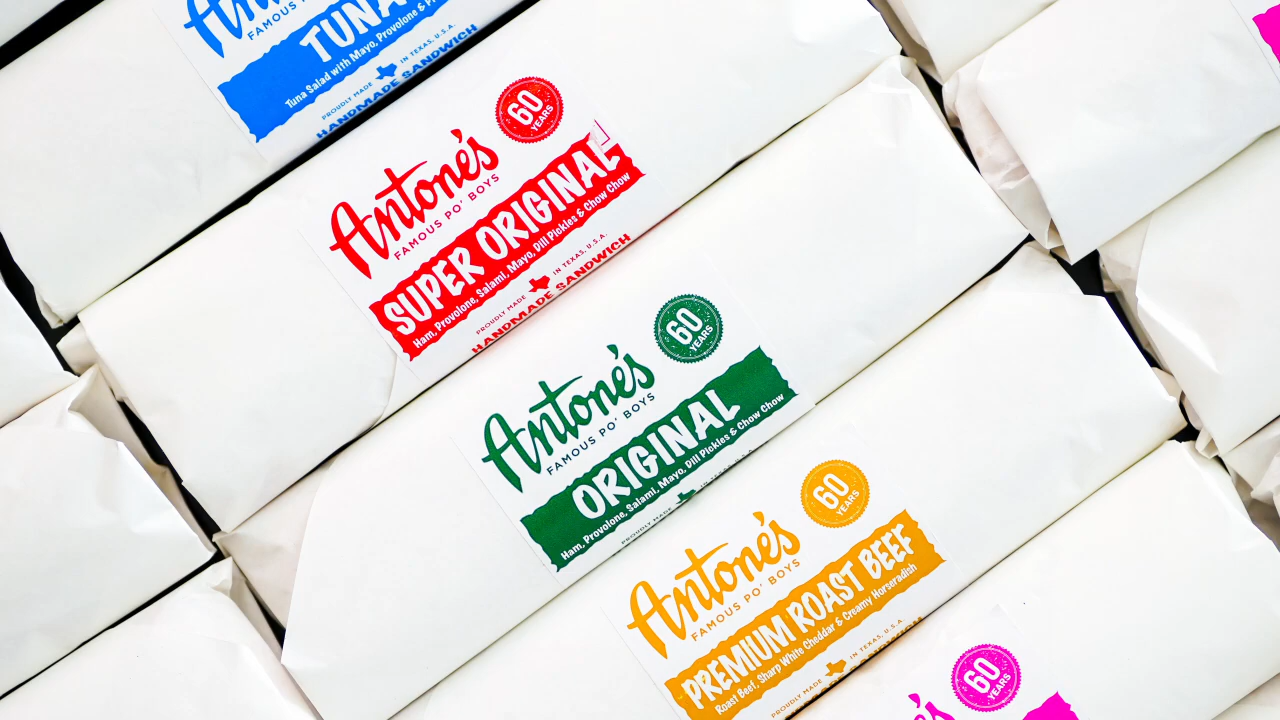 FAMOUS
TUNA
Tuna Salad with Mayo, Provolone &
PROUDLY MADE IN TEXAS, U.S.A.
HANDMADE SANDWICH
60
YEARS
Antone's
FAMOUS PO' BOYS
SUPER ORIGINAL
Ham, Provolone, Salami, Mayo, Dill Pickles & Chow Chow
PROUDLY MADE IN TEXAS, U.S.A.
HANDMADE SANDWICH
60
YEARS
Antone's
FAMOUS PO' BOYS
ORIGINAL
Ham, Provolone, Salami, Mayo, Dill Pickles & Chow Chow
PROUDLY MADE
60
YEARS
Antone's
FAMOUS PO' BOYS
PREMIUM ROAST BEEF
Roast Beef, Sharp White Cheddar & Creamy Horseradish
PROUDLY MADE IN TEXAS, U.S.A.
60
YEARS